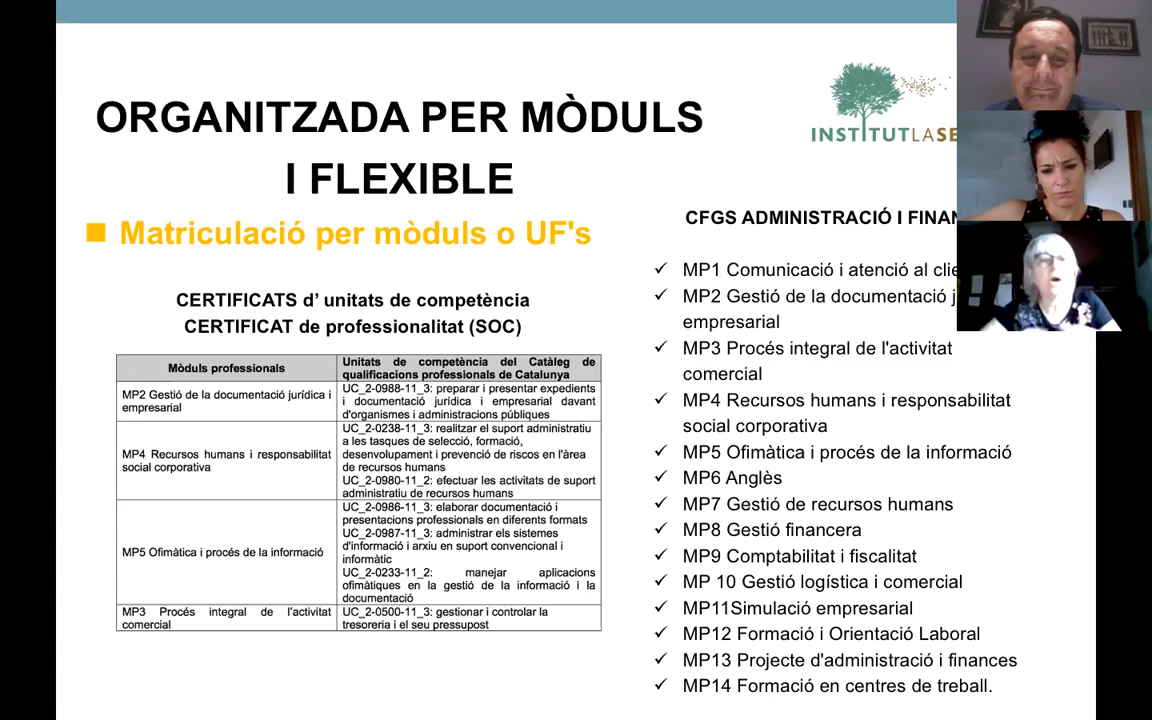 ORGANITZADA PER MÒDULS
I FLEXIBLE
Matriculació per mòduls o UF's
CERTIFICATS d’ unitats de competència
CERTIFICAT de professionalitat (SOC)
Mòduls professionals
Unitats de competència del Catàleg de
qualificacions professionals de Catalunya
MP2 Gestió de la documentació jurídica i
empresarial
UC_2-0988-11_3: preparar i presentar expedients
i documentació jurídica i empresarial davant
d'organismes i administracions públiques
MP4 Recursos humans i responsabilitat
social corporativa
UC_2-0238-11_3: realitzar el suport administratiu
a les tasques de selecció, formació,
desenvolupament i prevenció de riscos en l'àrea
de recursos humans
UC_2-0980-11_2: efectuar les activitats de suport
administratiu de recursos humans
MP5 Ofimàtica i procés de la informació
UC_2-0986-11_3: elaborar documentació i
presentacions professionals en diferents formats
UC_2-0987-11_3: administrar els sistemes
d'informació i arxiu en suport convencional i
informàtic
UC_2-0233-11_2: manejar aplicacions
ofimàtiques en la gestió de la informació i la
documentació
MP3 Procés integral de l'activitat
comercial
UC_2-0500-11_3: gestionar i controlar la
tresoreria i el seu pressupost
INSTITUTLASE
CFGS ADMINISTRACIÓ I FINAN
MP1 Comunicació i atenció al clie
MP2 Gestió de la documentació j
empresarial
MP3 Procés integral de l'activitat
comercial
MP4 Recursos humans i responsabilitat
social corporativa
MP5 Ofimàtica i procés de la informació
MP6 Anglès
MP7 Gestió de recursos humans
MP8 Gestió financera
MP9 Comptabilitat i fiscalitat
MP 10 Gestió logística i comercial
MP11Simulació empresarial
MP12 Formació i Orientació Laboral
MP13 Projecte d'administració i finances
MP14 Formació en centres de treball.